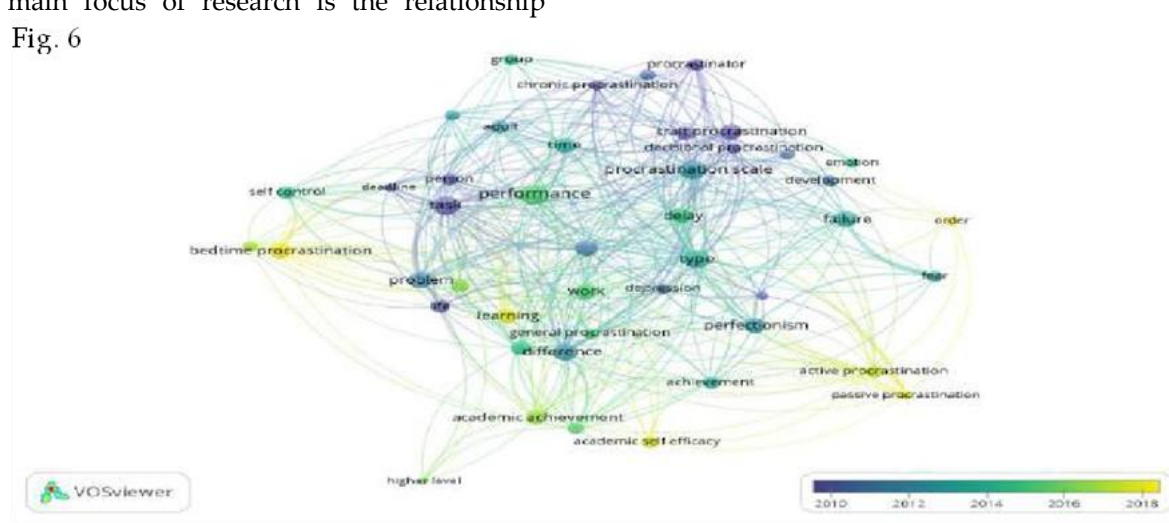 main focus of research is the relationship
Fig. 6
group
procrastinator
chronic procrastination
adult
trait procrastination
time
decisional procrastination
emotion
procrastination scale
person
development
deadline
self control
performance
task
delay
failure
order
bedtime procrastination
type
fear
problem
depression
work
life
learning
perfectionism
general procrastination
difference
active procrastination
achievement
passive procrastination
academic achievement
academic self efficacy
higher level
VOSviewer
2010 2012 2014 2016 2018